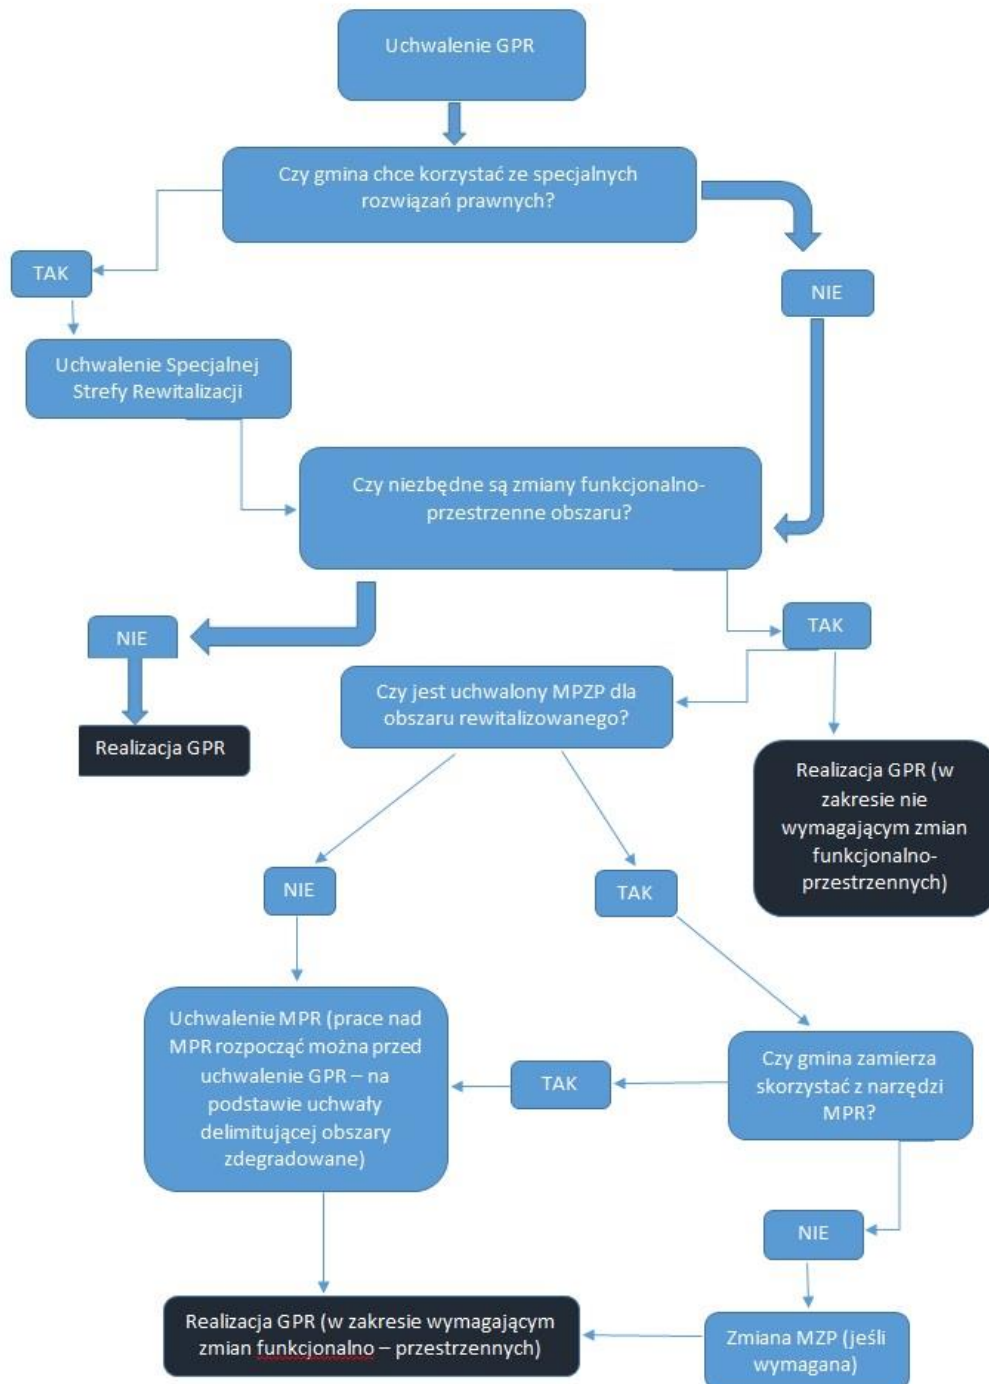 Uchwalenie GPR
Czy gmina chce korzystać ze specjalnych
rozwiązań prawnych?
TAK
NIE
Uchwalenie Specjalnej
Strefy Rewitalizacji
Czy niezbędne są zmiany funkcjonalno-
przestrzenne obszaru?
NIE
TAK
Czy jest uchwalony MPZP dla
obszaru rewitalizowanego?
Realizacja GPR
Realizacja GPR (w
zakresie nie
wymagającym zmian
funkcjonalno-
przestrzennych)
NIE
TAK
Uchwalenie MPR (prace nad
MPR rozpocząć można przed
uchwalenie GPR – na
podstawie uchwały
delimitującej obszary
zdegradowane)
TAK
Czy gmina zamierza
skorzystać z narzędzi
MPR?
NIE
Realizacja GPR (w zakresie wymagającym
zmian funkcjonalno – przestrzennych)
Zmiana MZP (jeśli
wymagana)